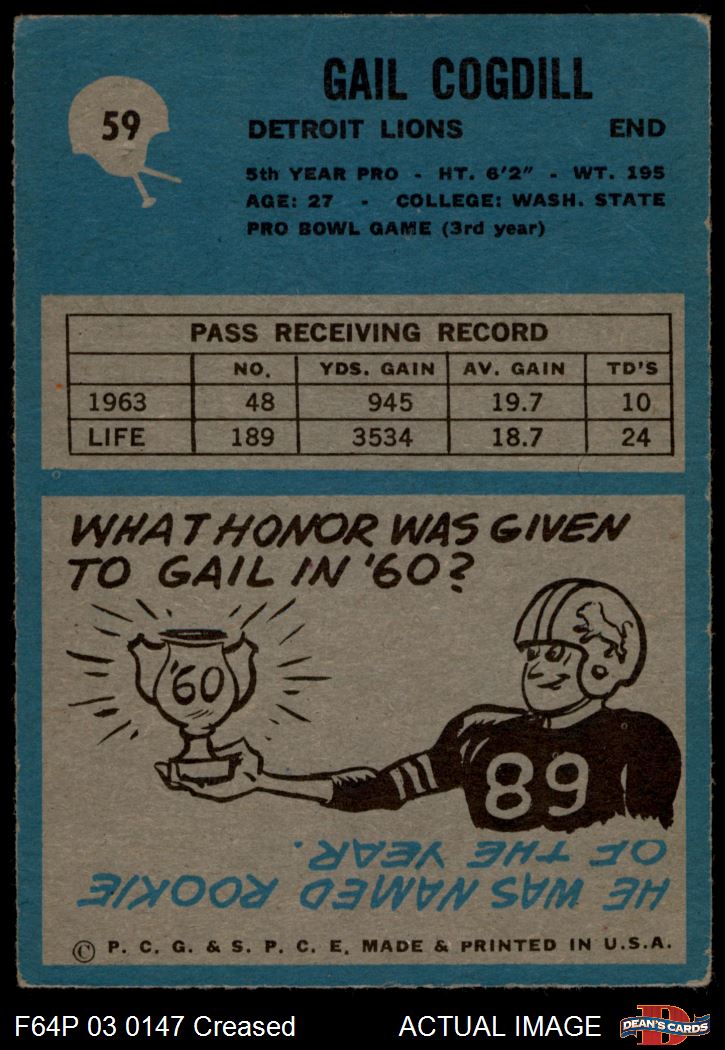 59
GAIL COGDILL
DETROIT LIONS END
5th YEAR PRO - HT. 6'2" - WT. 195
AGE: 27 - COLLEGE: WASH. STATE
PRO BOWL GAME (3rd year)
PASS RECEIVING RECORD
NO. YDS. GAIN AV. GAIN TD'S
1963 48 945 19.7 10
LIFE 189 3534 18.7 24
WHAT HONOR WAS GIVEN
TO GAIL IN '60?
'60
89
HE WAS NAMED ROOKIE
OF THE YEAR.
© P. C. G. & S. P. C. E. MADE & PRINTED IN U.S.A.
F64P 03 0147 Creased ACTUAL IMAGE
D
DEAN'S CARDS